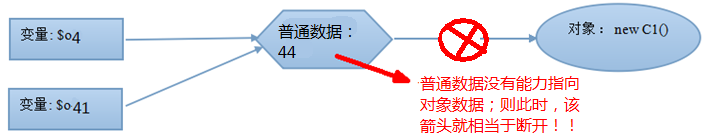 变量: $o4
变量: $o41
普通数据：
44
对象： new C1()
普通数据没有能力指向
对象数据；则此时，该
箭头就相当于断开！！